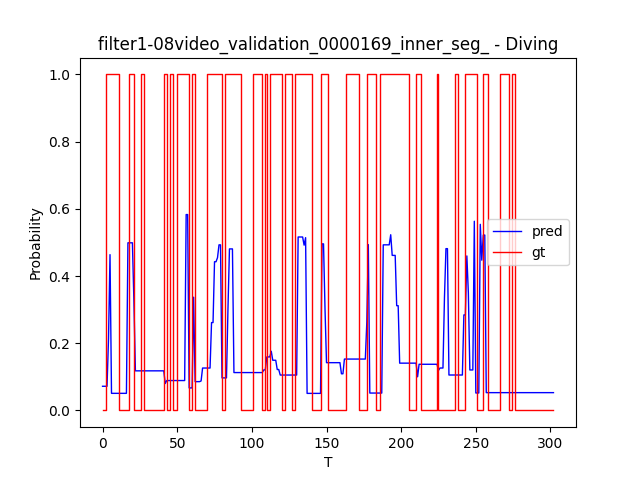 filter1-08video_validation_0000169_inner_seg_ - Diving
1.0
0.8
0.6
0.4
0.2
0.0
Probability
pred
gt
0 50 100 150 200 250 300
T